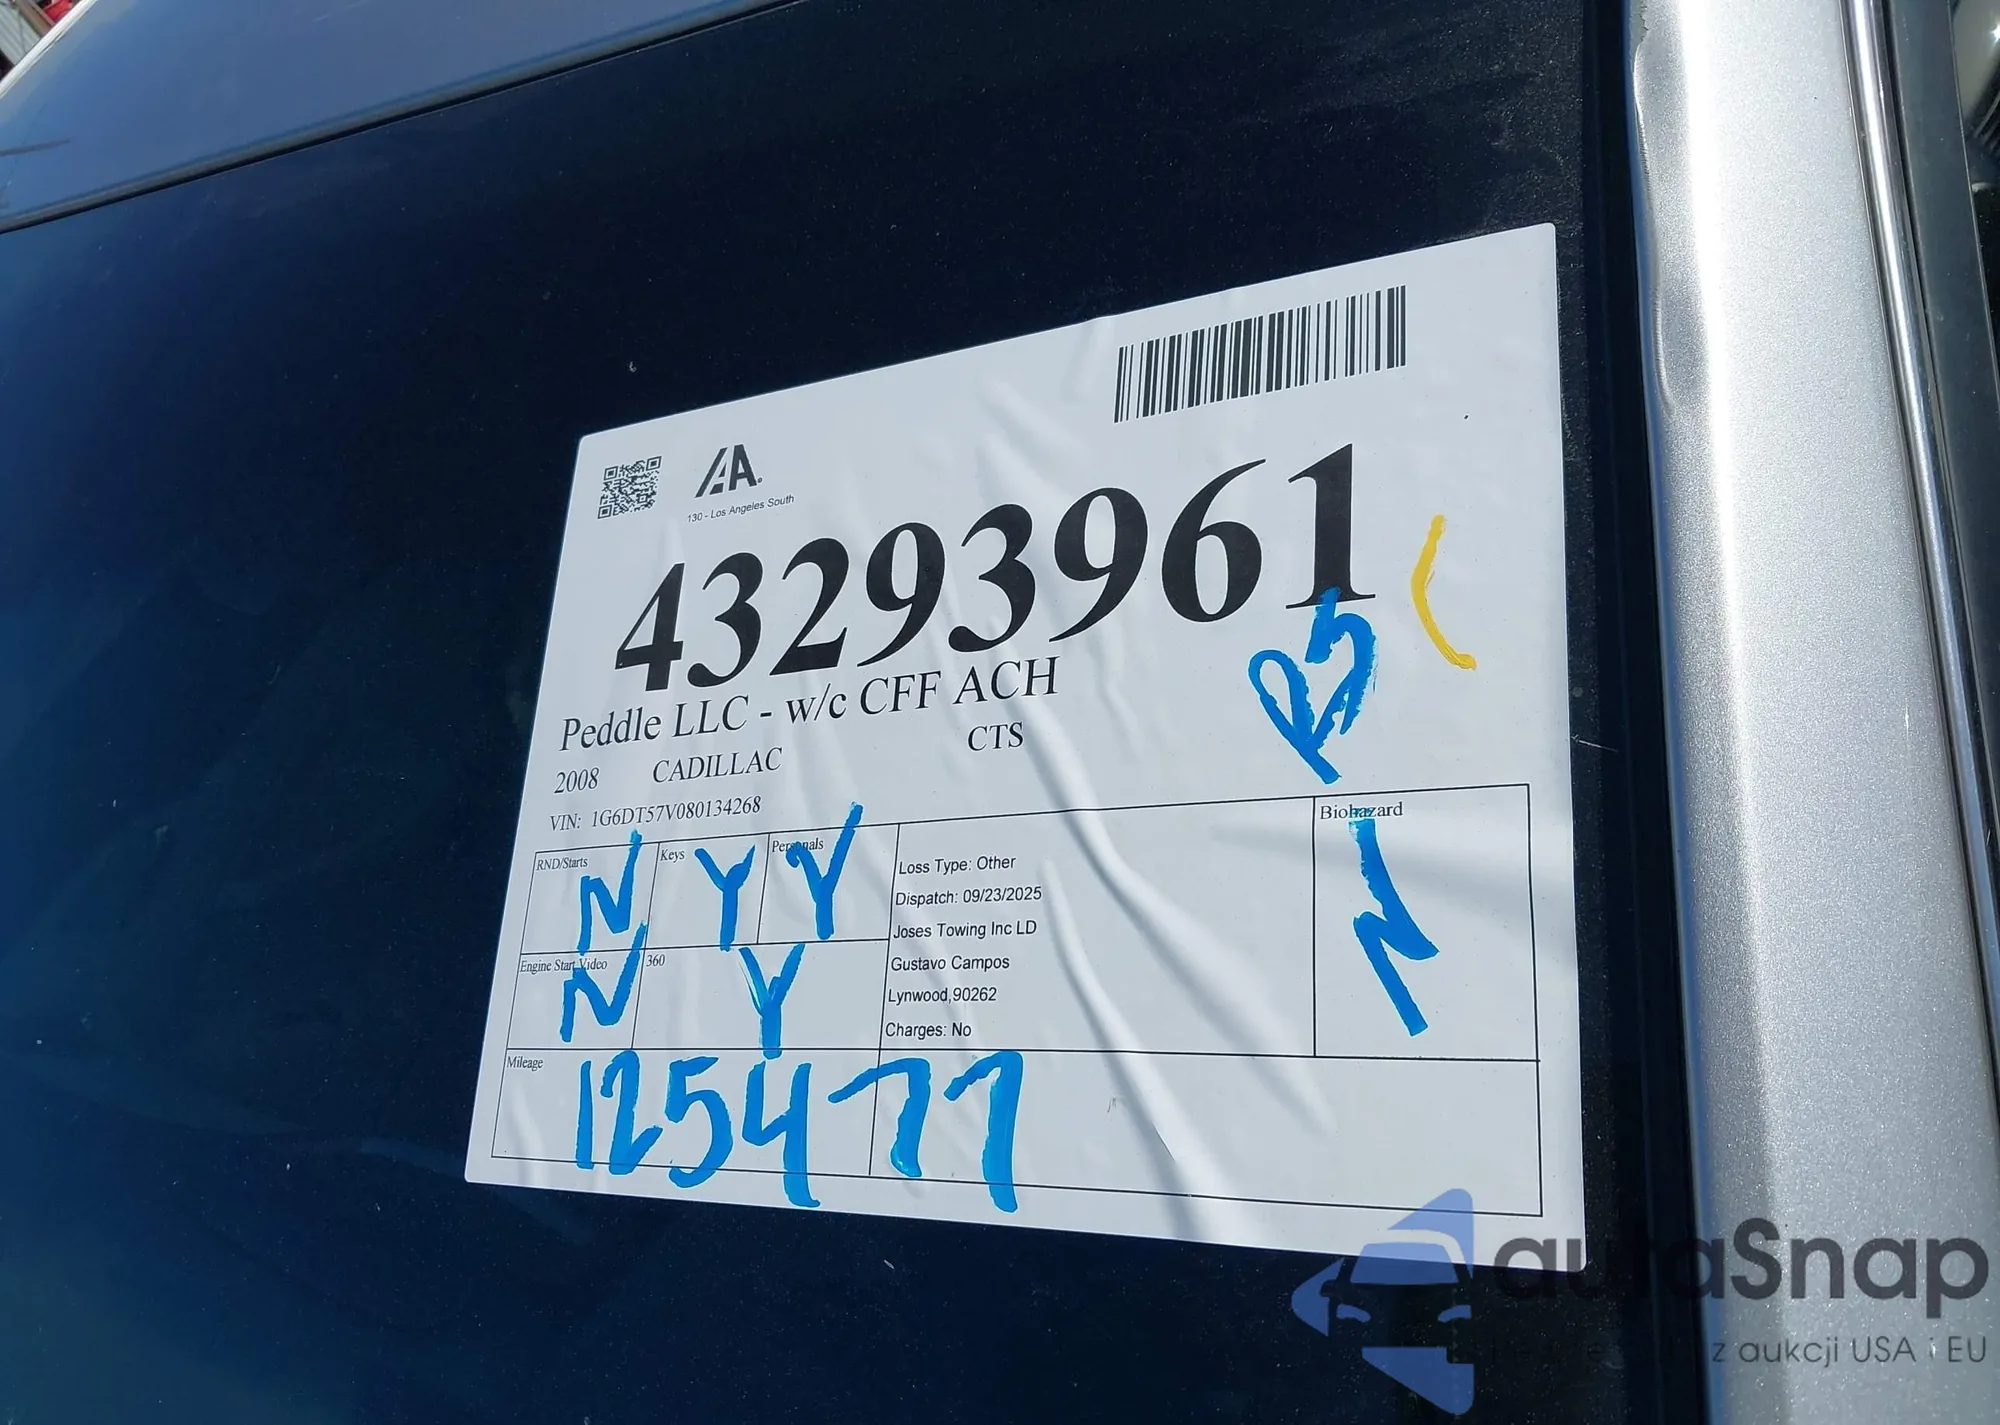 IAA
130 - Los Angeles South
43293961
Peddle LLC - w/c CFF ACH
2008 CADILLAC CTS
VIN: 1G6DT57V080134268
RND/Starts N Keys Y Personals Y
Loss Type: Other
Dispatch: 09/23/2025
Joses Towing Inc LD
Gustavo Campos
Lynwood,90262
Charges: No
Biohazard
N
Engine Start Video N 360 Y
Mileage
125477
autaSnap
z aukcji USA i EU